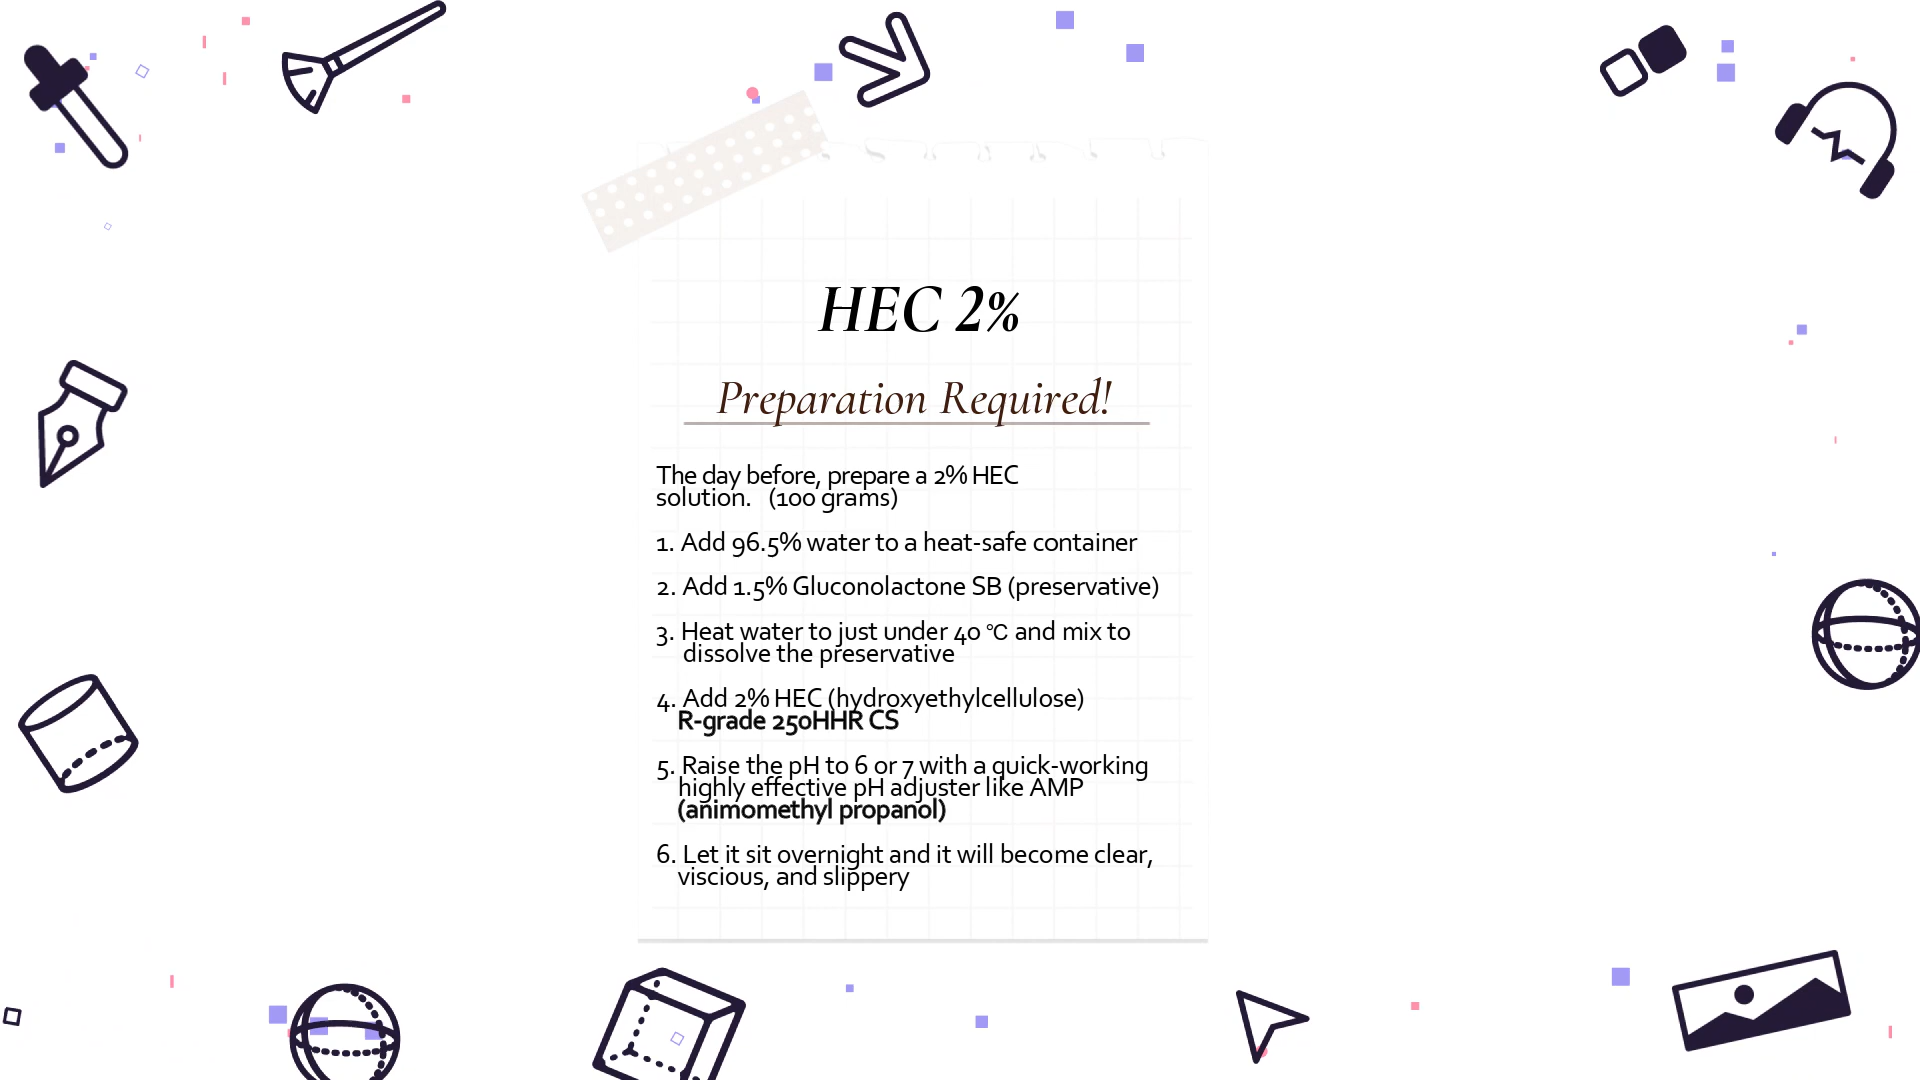 HEC 2%
Preparation Required!
The day before, prepare a 2% HEC
solution. (100 grams)
1. Add 96.5% water to a heat-safe container
2. Add 1.5% Gluconolactone SB (preservative)
3. Heat water to just under 40 °C and mix to
dissolve the preservative
4. Add 2% HEC (hydroxyethylcellulose)
R-grade 250HHR CS
5. Raise the pH to 6 or 7 with a quick-working
highly effective pH adjuster like AMP
(animomethyl propanol)
6. Let it sit overnight and it will become clear,
viscious, and slippery